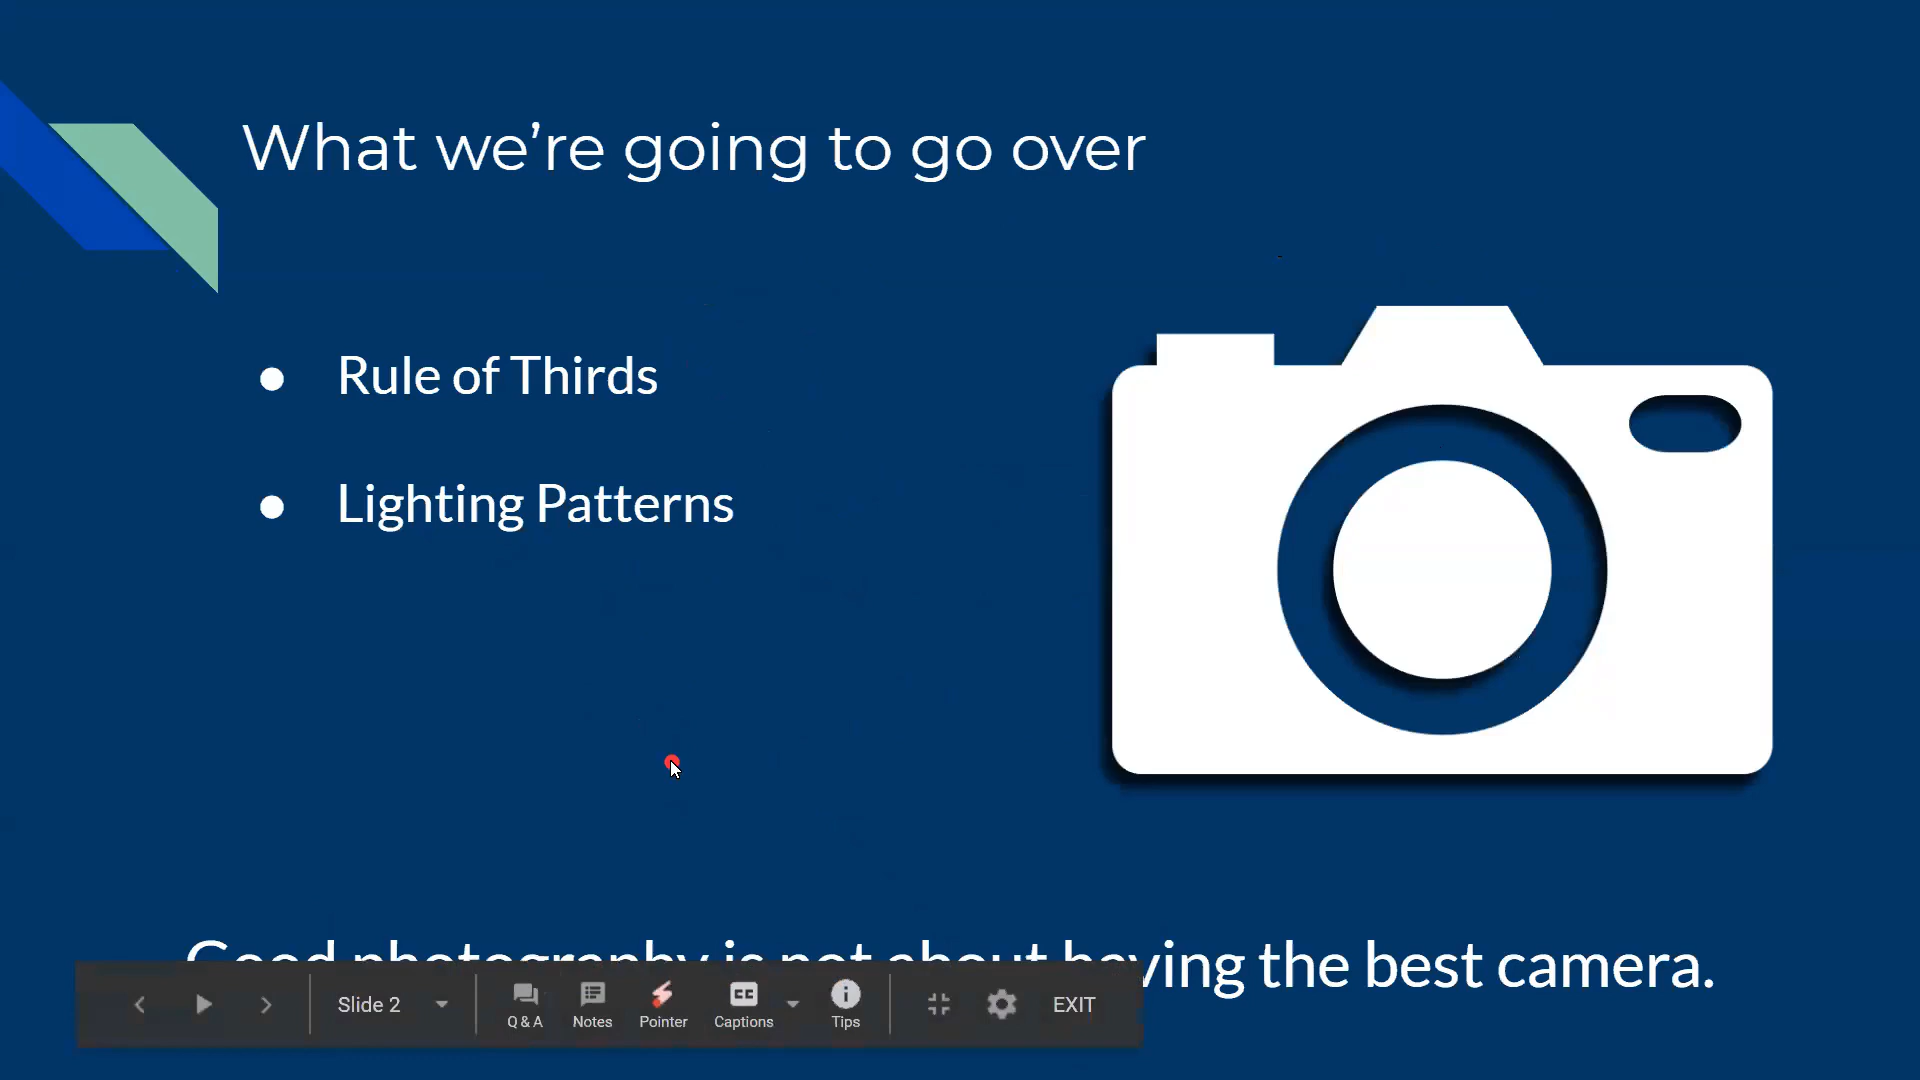 What we’re going to go over
● Rule of Thirds
● Lighting Patterns
Good photography is not about having the best camera.
Slide 2
Q & A
Notes
Pointer
CC
Captions
Tips
EXIT